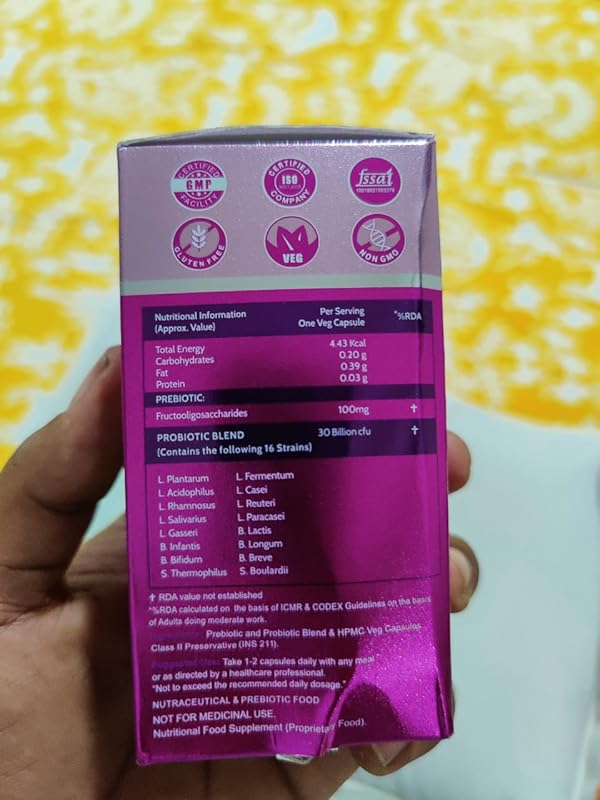 CERTIFIED
GMP
FACILITY
CERTIFIED
ISO
COMPANY
fssai
GLUTEN FREE
VEG
NON GMO
Nutritional Information Per Serving *%RDA
(Approx. Value) One Veg Capsule
Total Energy 4.43 Kcal
Carbohydrates 0.20 g
Fat 0.39 g
Protein 0.03 g
PREBIOTIC:
Fructooligosaccharides 100mg †
PROBIOTIC BLEND 30 Billion cfu †
(Contains the following 16 Strains)
L. Plantarum L. Fermentum
L. Acidophilus L. Casei
L. Rhamnosus L. Reuteri
L. Salivarius L. Paracasei
L. Gasseri B. Lactis
B. Infantis B. Longum
B. Bifidum B. Breve
S. Thermophilus S. Boulardii
† RDA value not established
*%RDA calculated on the basis of ICMR & CODEX Guidelines on the basis
of Adults doing moderate work.
Prebiotic and Probiotic Blend & HPMC Veg Capsules
Class II Preservative (INS 211).
Suggested Use: Take 1-2 capsules daily with any meal
or as directed by a healthcare professional.
"Not to exceed the recommended daily dosage."
NUTRACEUTICAL & PREBIOTIC FOOD
NOT FOR MEDICINAL USE.
Nutritional Food Supplement (Proprietary Food).